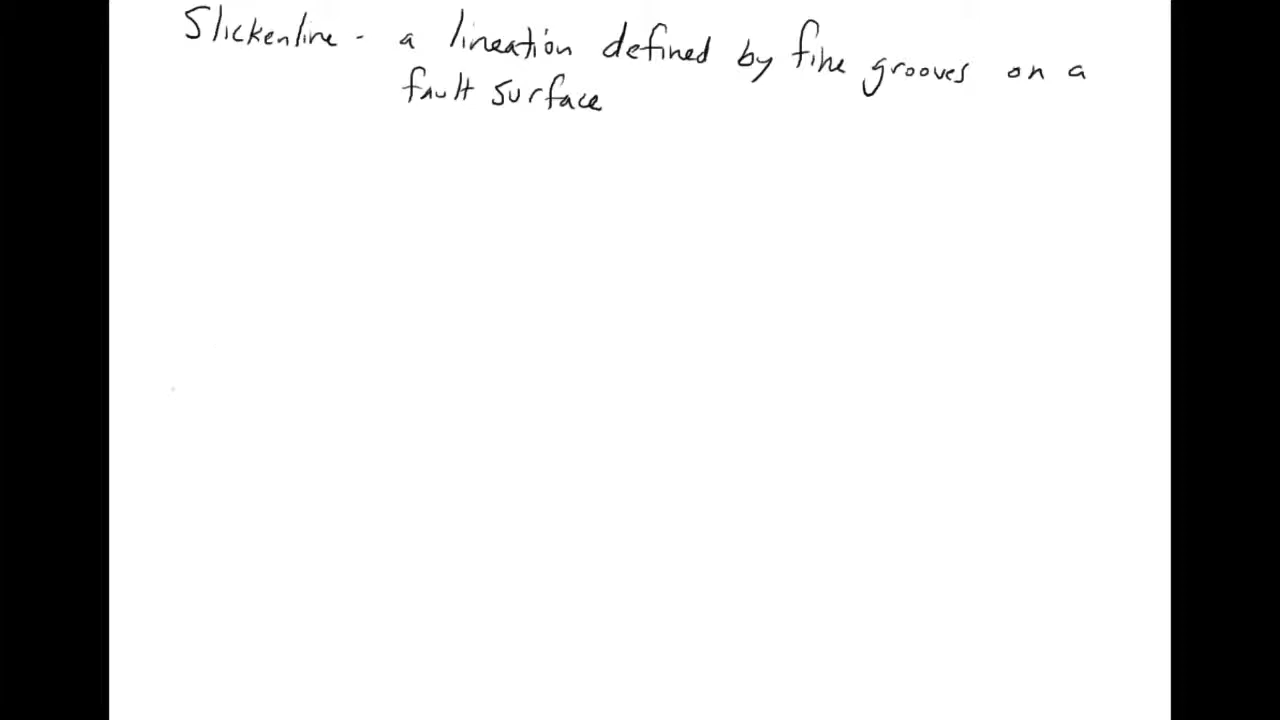 Slickenline - a lineation defined by fine grooves on a
fault surface